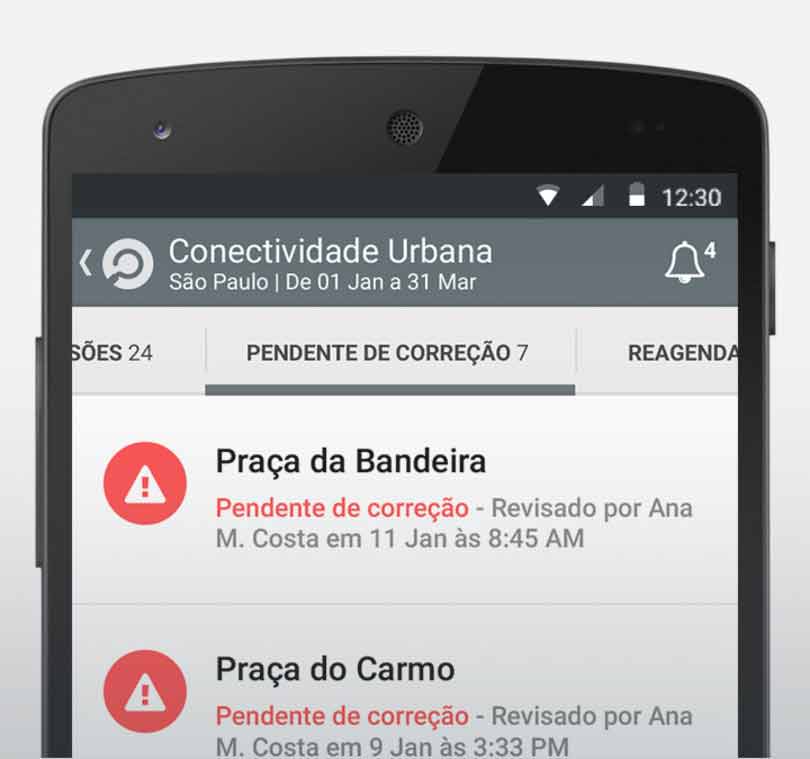 12:30
Conectividade Urbana
4
São Paulo | De 01 Jan a 31 Mar
SÕES 24
PENDENTE DE CORREÇÃO 7
REAGENDA
Praça da Bandeira
Pendente de correção - Revisado por Ana
M. Costa em 11 Jan às 8:45 AM
Praça do Carmo
Pendente de correção - Revisado por Ana
M. Costa em 9 Jan às 3:33 PM